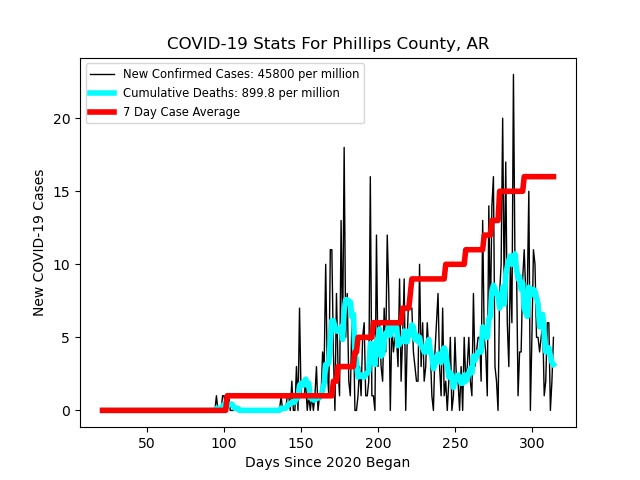 COVID-19 Stats For Phillips County, AR
New Confirmed Cases: 45800 per million
Cumulative Deaths: 899.8 per million
7 Day Case Average
New COVID-19 Cases
20
15
10
5
0
50 100 150 200 250 300
Days Since 2020 Began